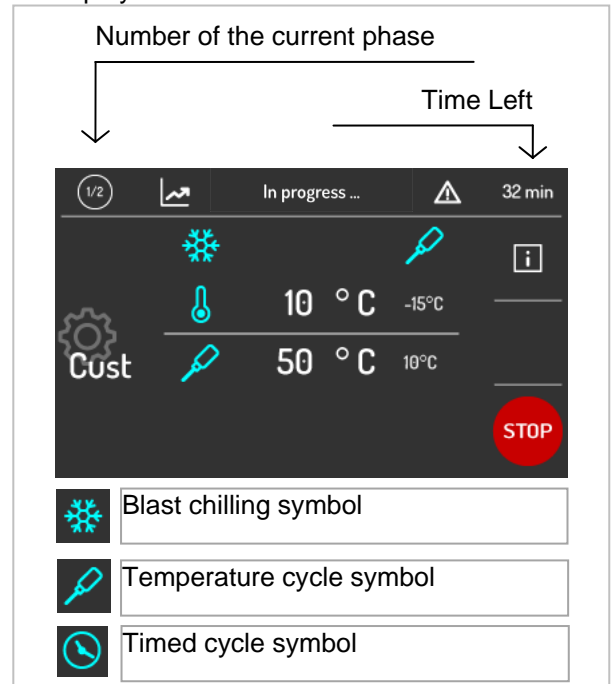 Number of the current phase
Time Left
1/2 In progress ... 32 min
10 °C -15°C
Cust 50 °C 10°C
STOP
Blast chilling symbol
Temperature cycle symbol
Timed cycle symbol